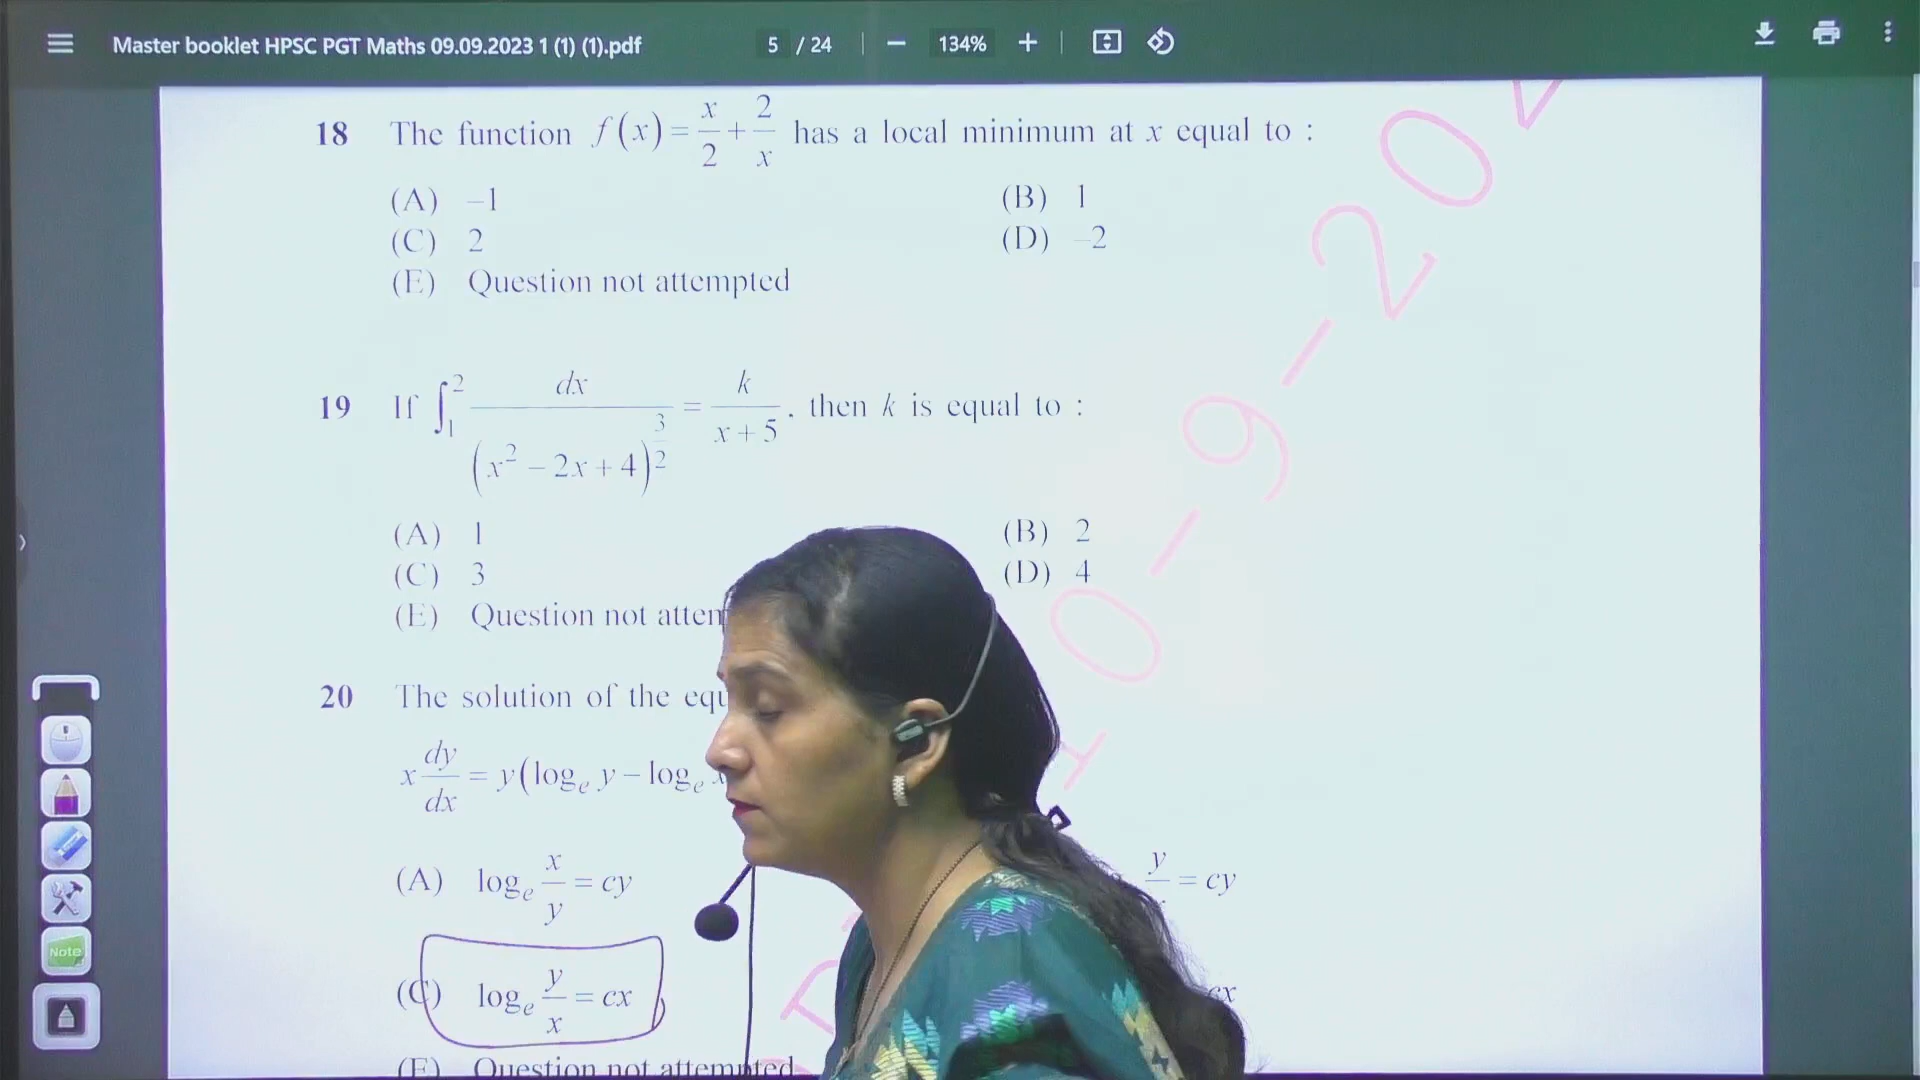 Master booklet HPSC PGT Maths 09.09.2023 1 (1) (1).pdf 5 / 24 134%
18 The function f(x) = x/2 + 2/x has a local minimum at x equal to :
(A) –1 (B) 1
(C) 2 (D) –2
(E) Question not attempted
19 If ∫₁² dx/(x² – 2x + 4)^(3/2) = k/(x + 5), then k is equal to :
(A) 1 (B) 2
(C) 3 (D) 4
(E) Question not
20 The solution of the
x dy/dx = y(logₑ y – logₑ
(A) logₑ x/y = cy y/ = cy
(C) logₑ y/x = cx cx
(E) Question not attempted
Note
10-9-20